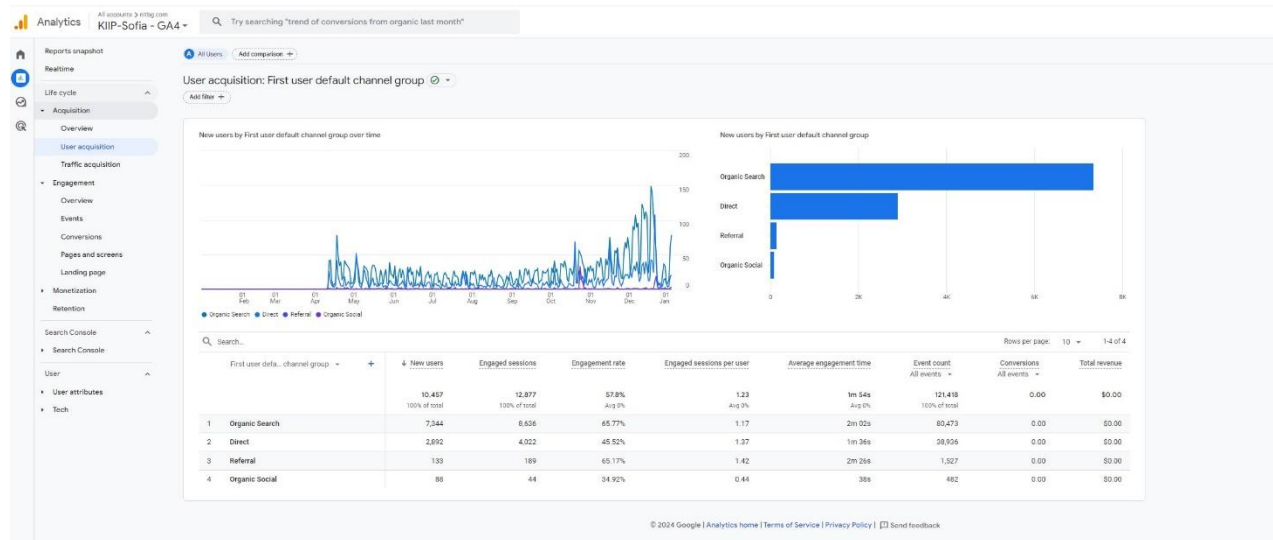 Analytics
All accounts > nittbg com
KIIP-Sofia - GA4
Try searching "trend of conversions from organic last month"
Reports snapshot
Realtime
Life cycle
Acquisition
Overview
User acquisition
Traffic acquisition
Engagement
Overview
Events
Conversions
Pages and screens
Landing page
Monetization
Retention
Search Console
Search Console
User
User attributes
Tech
A All Users Add comparison +
User acquisition: First user default channel group
Add filter +
New users by First user default channel group over time
200
150
100
50
0
01 Feb 01 Mar 01 Apr 01 May 01 Jun 01 Jul 01 Aug 01 Sep 01 Oct 01 Nov 01 Dec 01 Jan
Organic Search Direct Referral Organic Social
New users by First user default channel group
Organic Search
Direct
Referral
Organic Social
0 2K 4K 6K 8K
Search... Rows per page: 10 1-4 of 4
First user defa... channel group + ↓ New users Engaged sessions Engagement rate Engaged sessions per user Average engagement time Event count Conversions Total revenue
All events All events
10,457 12,877 57.8% 1.23 1m 54s 121,418 0.00 $0.00
100% of total 100% of total Avg 0% Avg 0% Avg 0% 100% of total
1 Organic Search 7,344 8,636 65.77% 1.17 2m 02s 80,473 0.00 $0.00
2 Direct 2,892 4,022 45.52% 1.37 1m 36s 38,936 0.00 $0.00
3 Referral 133 189 65.17% 1.42 2m 26s 1,527 0.00 $0.00
4 Organic Social 88 44 34.92% 0.44 38s 482 0.00 $0.00
© 2024 Google | Analytics home | Terms of Service | Privacy Policy | Send feedback